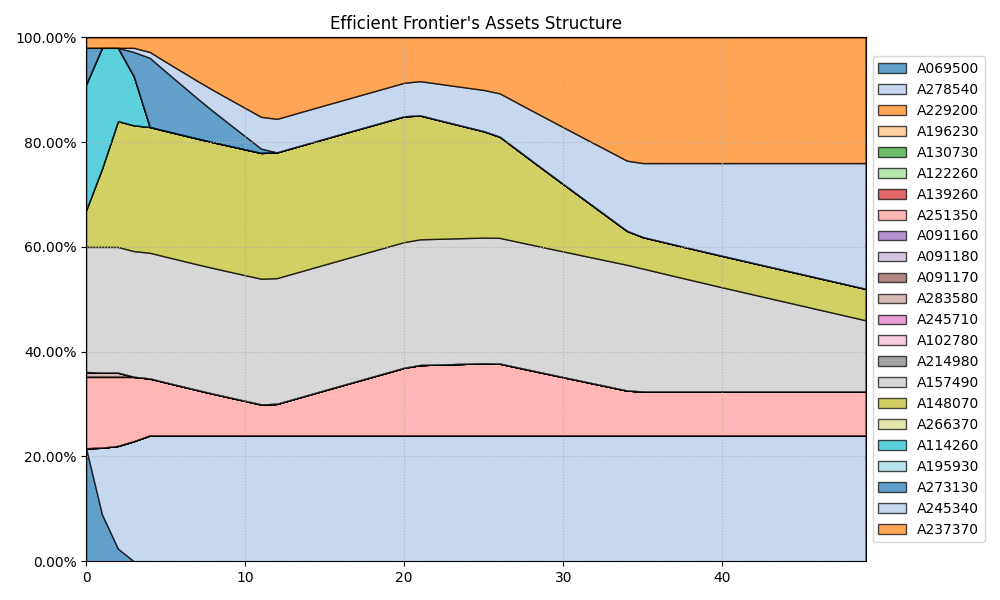 Efficient Frontier's Assets Structure
100.00%
80.00%
60.00%
40.00%
20.00%
0.00%
0
10
20
30
40
A069500
A278540
A229200
A196230
A130730
A122260
A139260
A251350
A091160
A091180
A091170
A283580
A245710
A102780
A214980
A157490
A148070
A266370
A114260
A195930
A273130
A245340
A237370